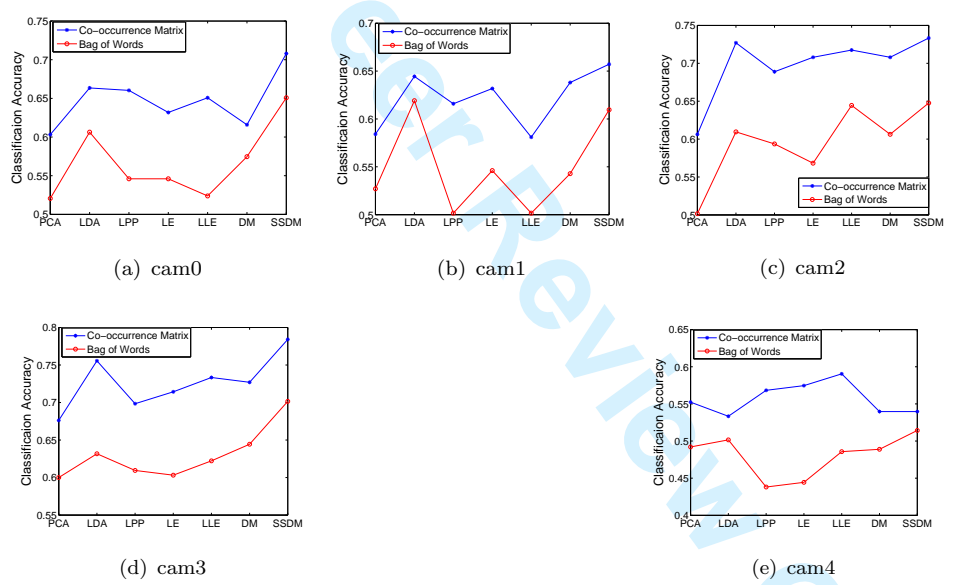 0.75
Co-occurrence Matrix
Bag of Words
0.7
0.65
0.6
0.55
0.5
Classificaion Accuracy
PCA LDA LPP LE LLE DM SSDM
(a) cam0
0.7
Co-occurrence Matrix
Bag of Words
0.65
0.6
0.55
0.5
Classificaion Accuracy
PCA LDA LPP LE LLE DM SSDM
(b) cam1
0.75
0.7
0.65
0.6
0.55
0.5
Classificaion Accuracy
Co-occurrence Matrix
Bag of Words
PCA LDA LPP LE LLE DM SSDM
(c) cam2
0.8
Co-occurrence Matrix
Bag of Words
0.75
0.7
0.65
0.6
0.55
Classificaion Accuracy
PCA LDA LPP LE LLE DM SSDM
(d) cam3
0.65
Co-occurrence Matrix
Bag of Words
0.6
0.55
0.5
0.45
0.4
Classificaion Accuracy
PCA LDA LPP LE LLE DM SSDM
(e) cam4
eer Review